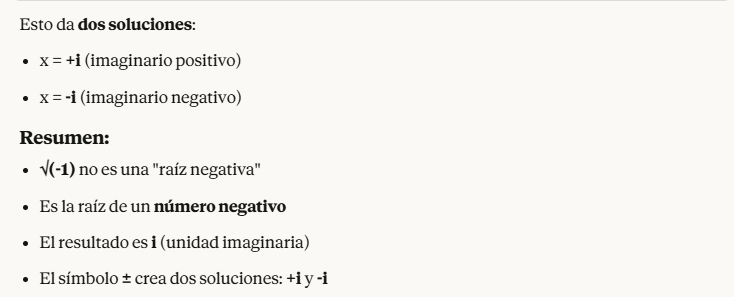 Esto da dos soluciones:
• x = +i (imaginario positivo)
• x = -i (imaginario negativo)
Resumen:
• √(-1) no es una "raíz negativa"
• Es la raíz de un número negativo
• El resultado es i (unidad imaginaria)
• El símbolo ± crea dos soluciones: +i y -i